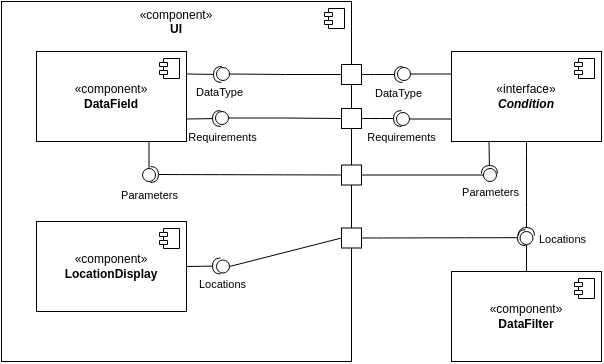 «component»
UI
«component»
DataField
DataType
DataType
«interface»
Condition
Requirements
Requirements
Parameters
Parameters
«component»
LocationDisplay
Locations
Locations
«component»
DataFilter